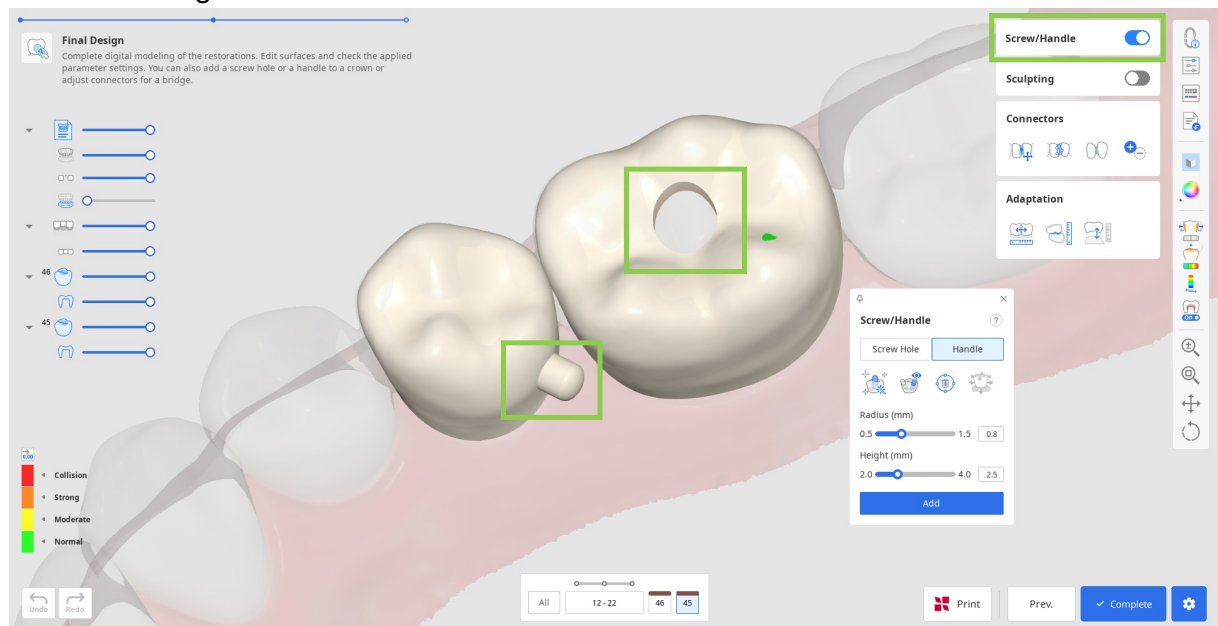 Final Design
Complete digital modeling of the restorations. Edit surfaces and check the applied
parameter settings. You can also add a screw hole or a handle to a crown or
adjust connectors for a bridge.
Screw/Handle
Sculpting
Connectors
Adaptation
46
45
Screw/Handle
?
Screw Hole
Handle
Radius (mm)
0.5
1.5
0.8
Height (mm)
2.0
4.0
2.5
Add
ON
0.00
Collision
Strong
Moderate
Normal
Undo
Redo
All
12 - 22
46
45
Print
Prev.
Complete